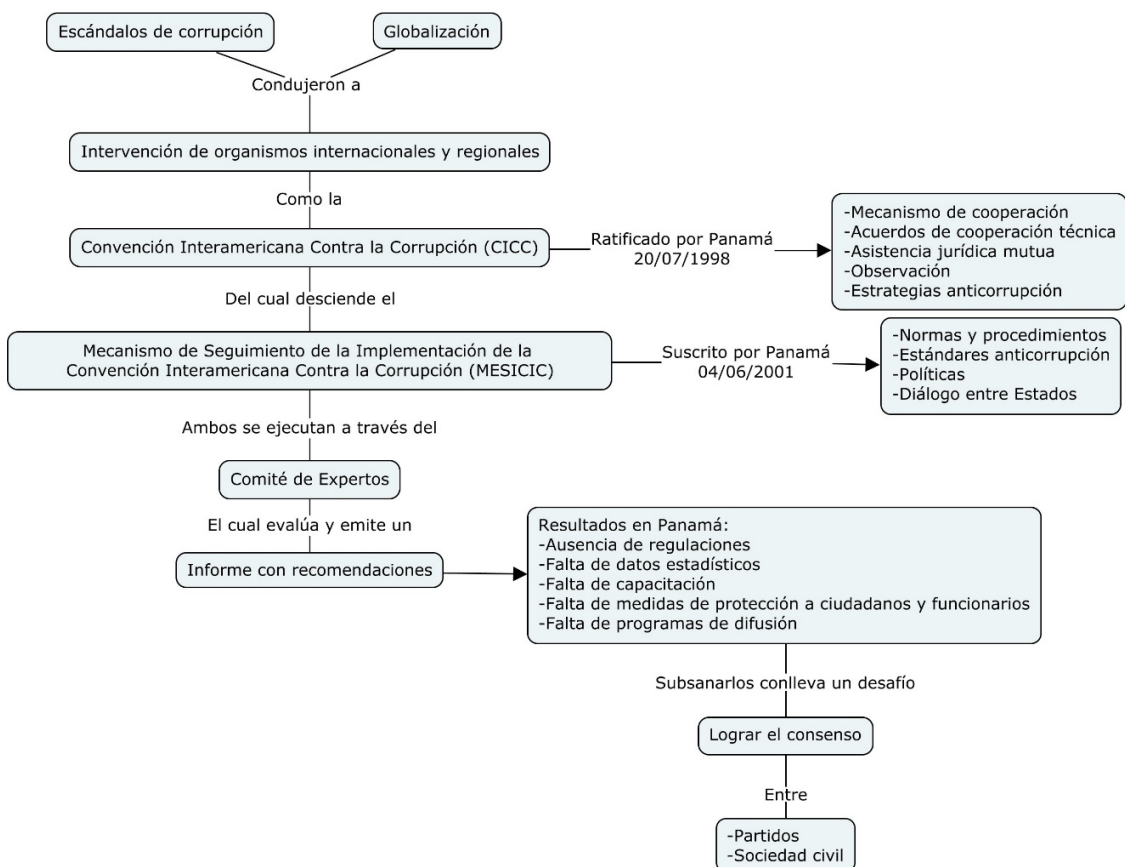 Escándalos de corrupción
Globalización
Condujeron a
Intervención de organismos internacionales y regionales
Como la
Convención Interamericana Contra la Corrupción (CICC)
Ratificado por Panamá
20/07/1998
-Mecanismo de cooperación
-Acuerdos de cooperación técnica
-Asistencia jurídica mutua
-Observación
-Estrategias anticorrupción
Del cual desciende el
Mecanismo de Seguimiento de la Implementación de la
Convención Interamericana Contra la Corrupción (MESICIC)
Suscrito por Panamá
04/06/2001
-Normas y procedimientos
-Estándares anticorrupción
-Políticas
-Diálogo entre Estados
Ambos se ejecutan a través del
Comité de Expertos
El cual evalúa y emite un
Informe con recomendaciones
Resultados en Panamá:
-Ausencia de regulaciones
-Falta de datos estadísticos
-Falta de capacitación
-Falta de medidas de protección a ciudadanos y funcionarios
-Falta de programas de difusión
Subsanarlos conlleva un desafío
Lograr el consenso
Entre
-Partidos
-Sociedad civil